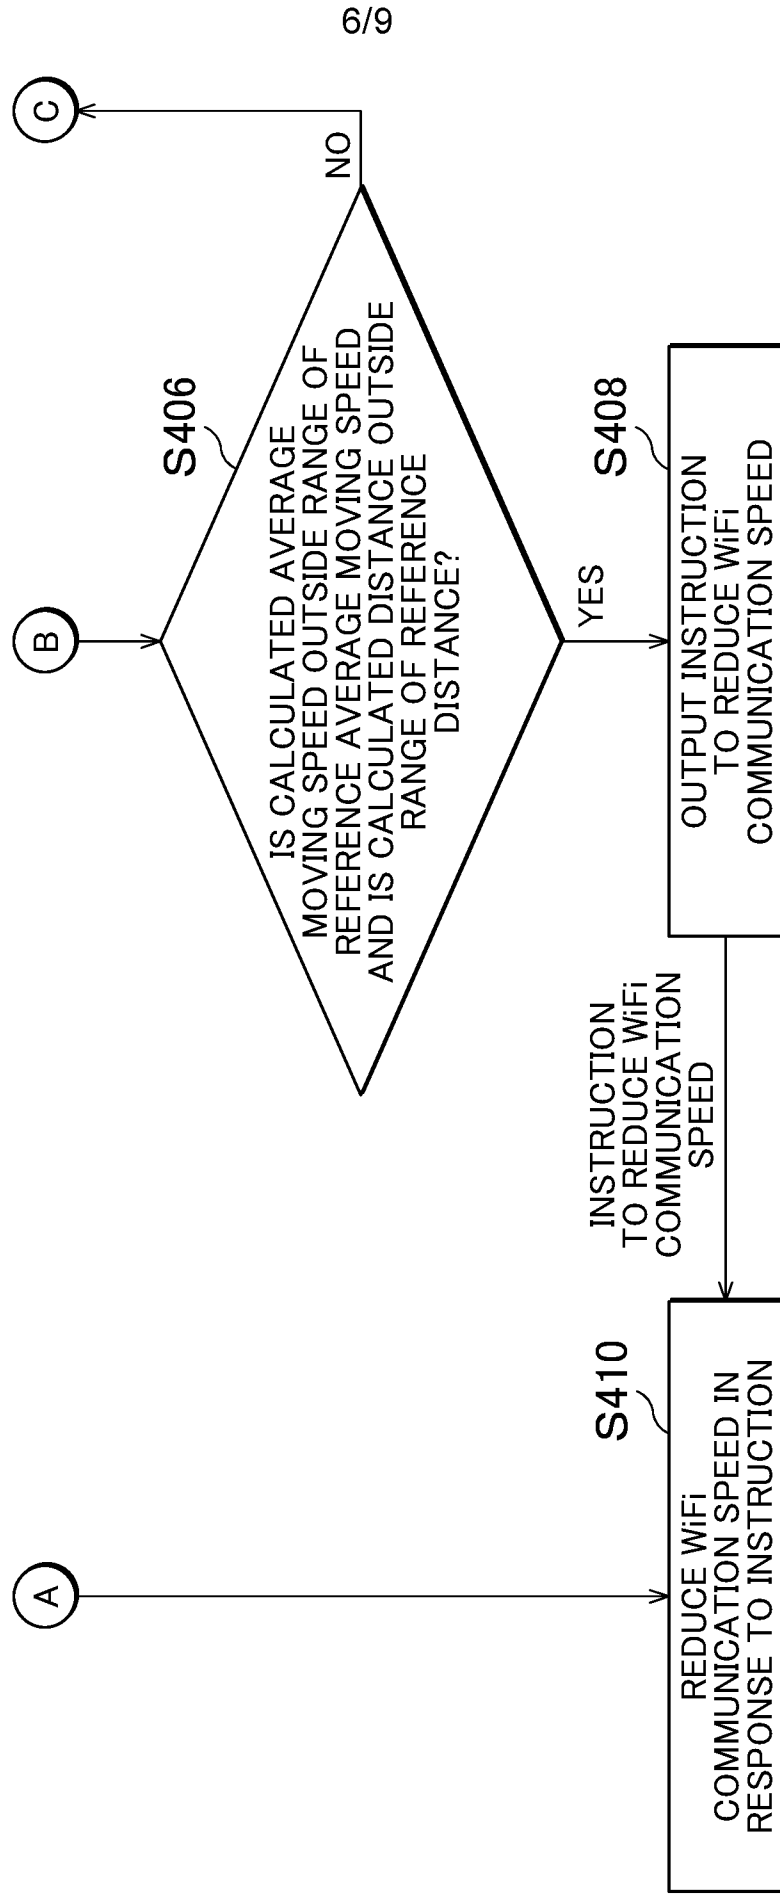 6/9
A
B
C
S406
IS CALCULATED AVERAGE
MOVING SPEED OUTSIDE RANGE OF
REFERENCE AVERAGE MOVING SPEED
AND IS CALCULATED DISTANCE OUTSIDE
RANGE OF REFERENCE
DISTANCE?
NO
YES
S408
OUTPUT INSTRUCTION
TO REDUCE WiFi
COMMUNICATION SPEED
INSTRUCTION
TO REDUCE WiFi
COMMUNICATION
SPEED
S410
REDUCE WiFi
COMMUNICATION SPEED IN
RESPONSE TO INSTRUCTION